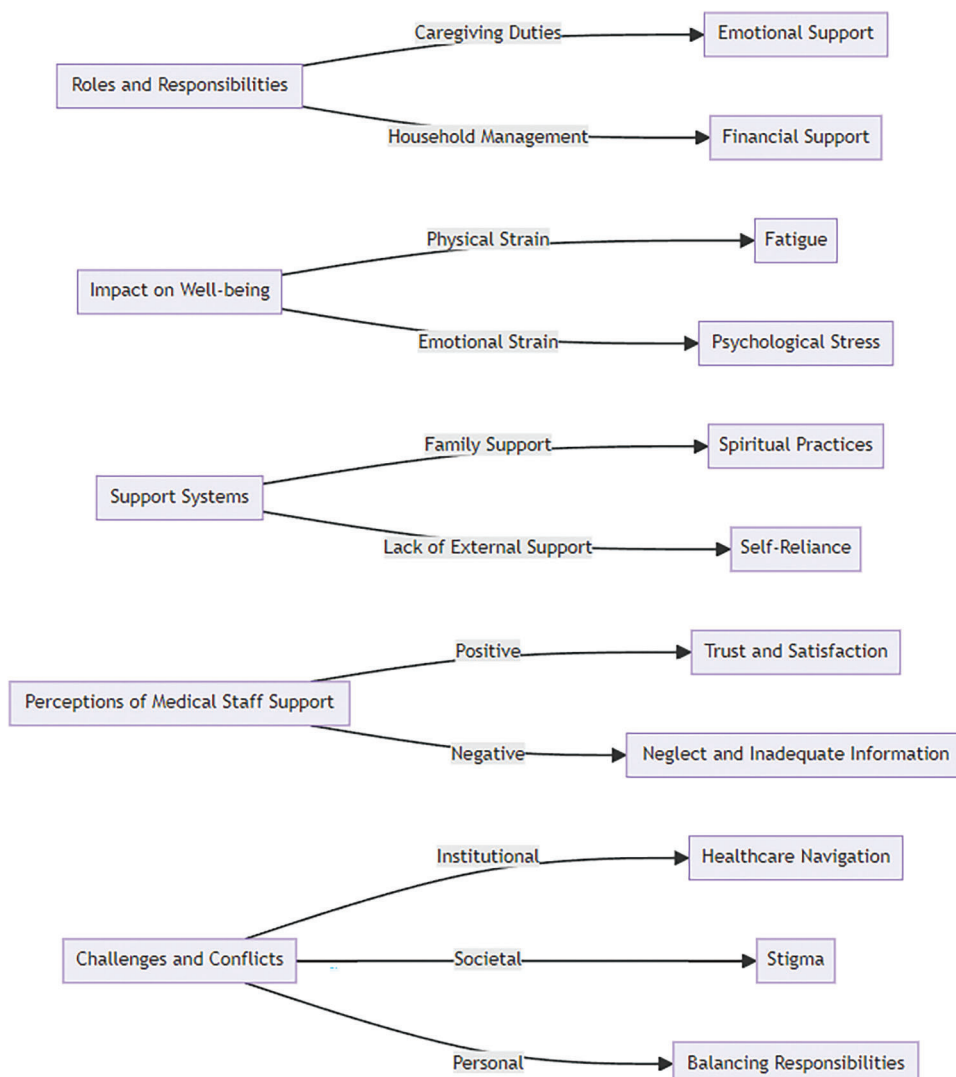 Caregiving Duties
Emotional Support
Roles and Responsibilities
Household Management
Financial Support
Physical Strain
Fatigue
Impact on Well-being
Emotional Strain
Psychological Stress
Family Support
Spiritual Practices
Support Systems
Lack of External Support
Self-Reliance
Positive
Trust and Satisfaction
Perceptions of Medical Staff Support
Negative
Neglect and Inadequate Information
Institutional
Healthcare Navigation
Challenges and Conflicts
Societal
Stigma
Personal
Balancing Responsibilities